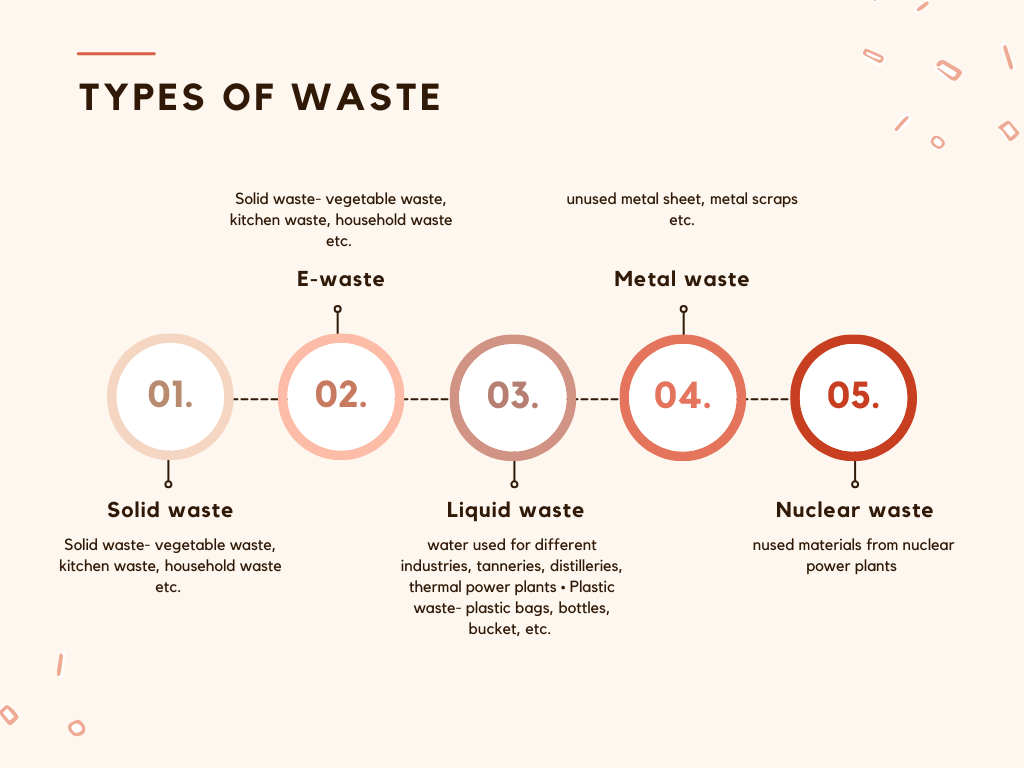 TYPES OF WASTE
Solid waste- vegetable waste,
kitchen waste, household waste
etc.
E-waste
unused metal sheet, metal scraps
etc.
Metal waste
01.
02.
03.
04.
05.
Solid waste
Solid waste- vegetable waste,
kitchen waste, household waste
etc.
Liquid waste
water used for different
industries, tanneries, distilleries,
thermal power plants • Plastic
waste- plastic bags, bottles,
bucket, etc.
Nuclear waste
nused materials from nuclear
power plants